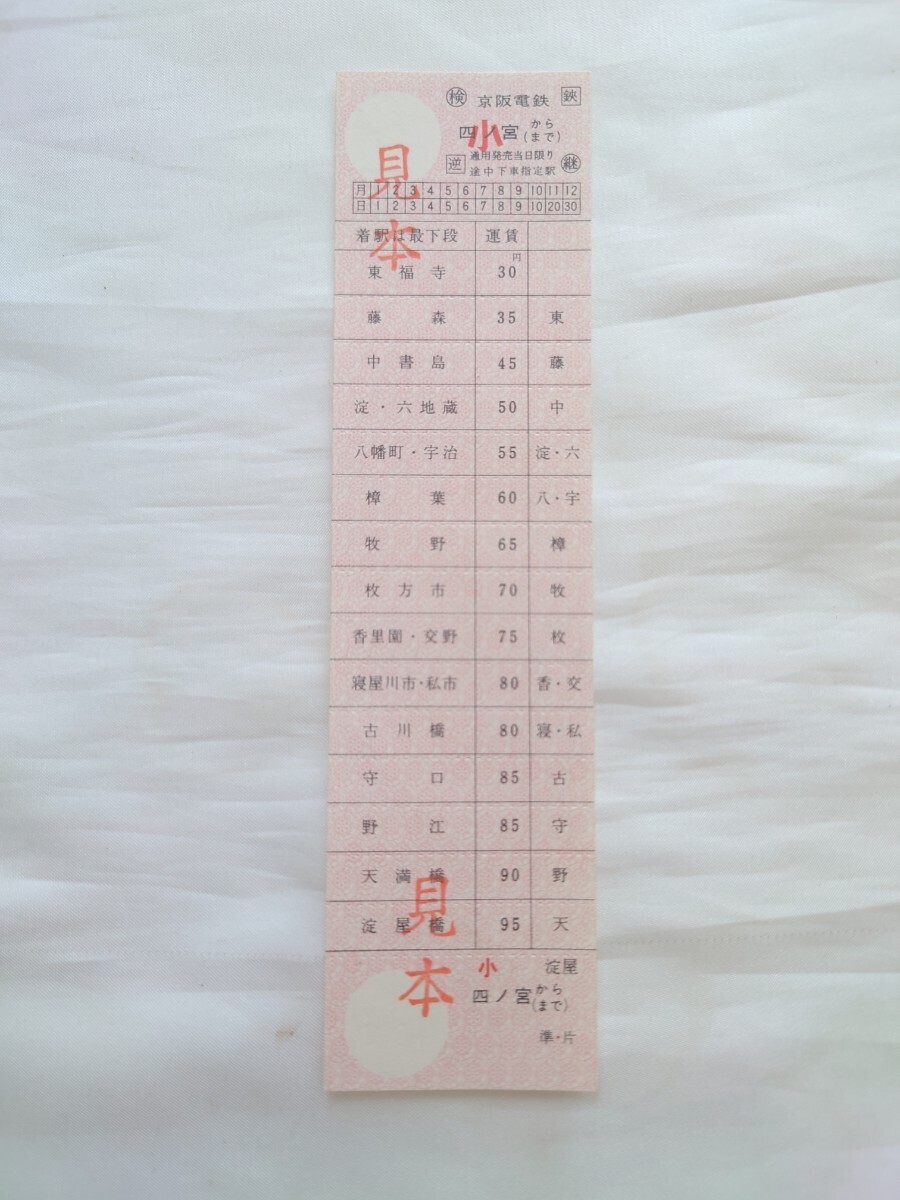 検 京阪電鉄 鋏
小
四ノ宮 から(まで)
逆 通用発売当日限り 継
途中下車指定駅
月 1 2 3 4 5 6 7 8 9 10 11 12
日 1 2 3 4 5 6 7 8 9 10 20 30
見本
着駅は最下段 運賃
東福寺 30円
藤森 35 東
中書島 45 藤
淀・六地蔵 50 中
八幡町・宇治 55 淀・六
樟葉 60 八・宇
牧野 65 樟
枚方市 70 牧
香里園・交野 75 枚
寝屋川市・私市 80 香・交
古川橋 80 寝・私
守口 85 古
野江 85 守
天満橋 90 野
淀屋橋 95 天
見本
小 淀屋
四ノ宮 から(まで)
準・片